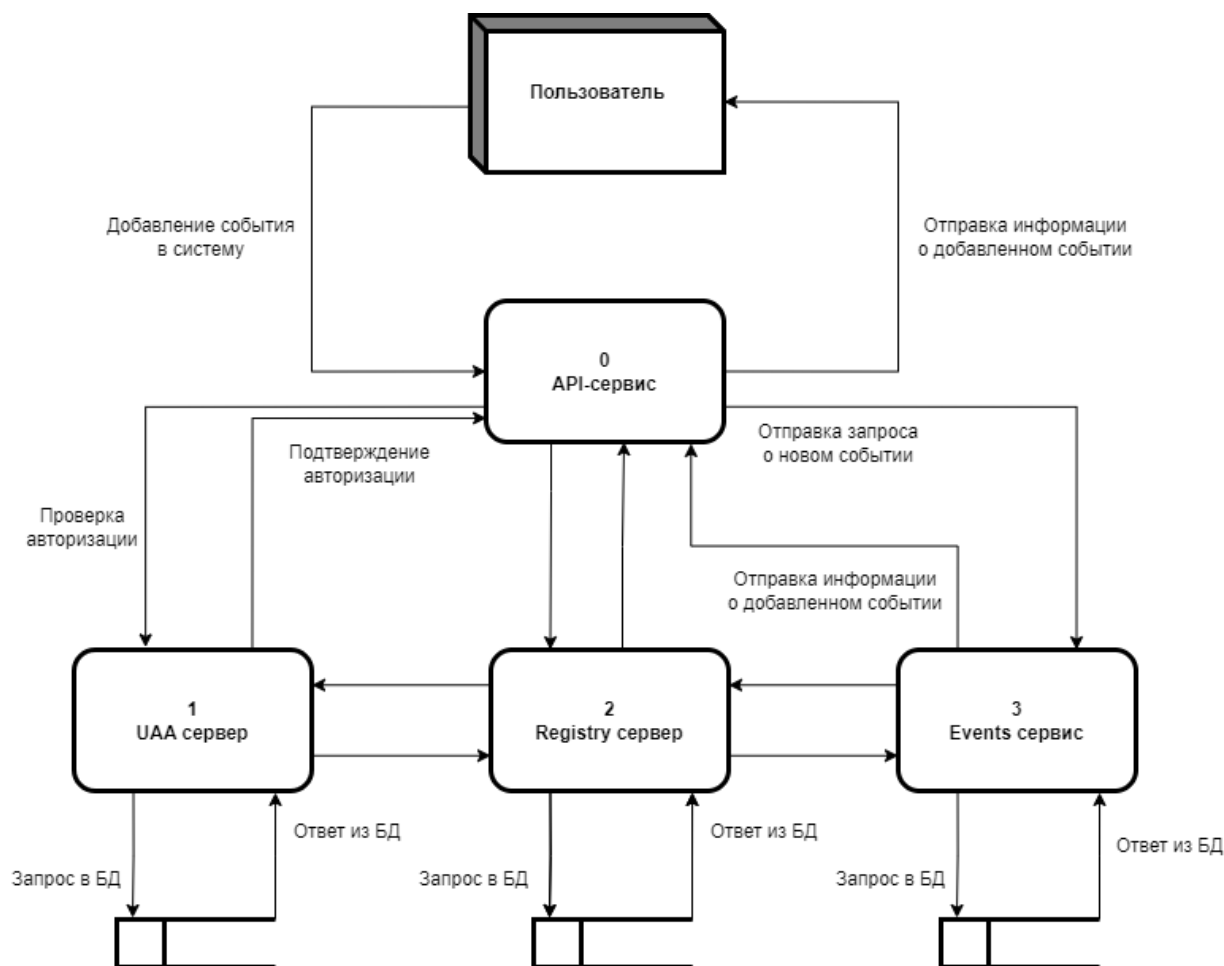 Пользователь
Добавление события
в систему
Отправка информации
о добавленном событии
0
API-сервис
Подтверждение
авторизации
Отправка запроса
о новом событии
Проверка
авторизации
Отправка информации
о добавленном событии
1
UAA сервер
2
Registry сервер
3
Events сервис
Ответ из БД
Ответ из БД
Ответ из БД
Запрос в БД
Запрос в БД
Запрос в БД